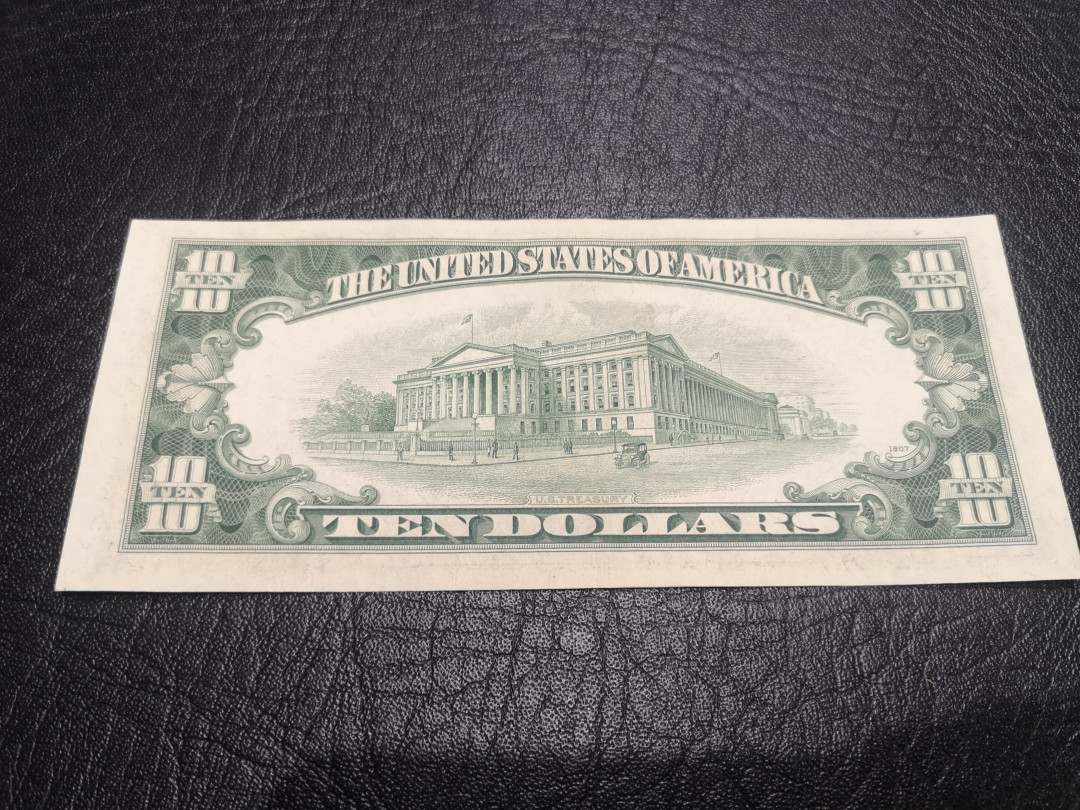 THE UNITED STATES OF AMERICA
10 TEN 10
10 TEN 10
1807
10 TEN 10
10 TEN 10
U.S. TREASURY
TEN DOLLARS